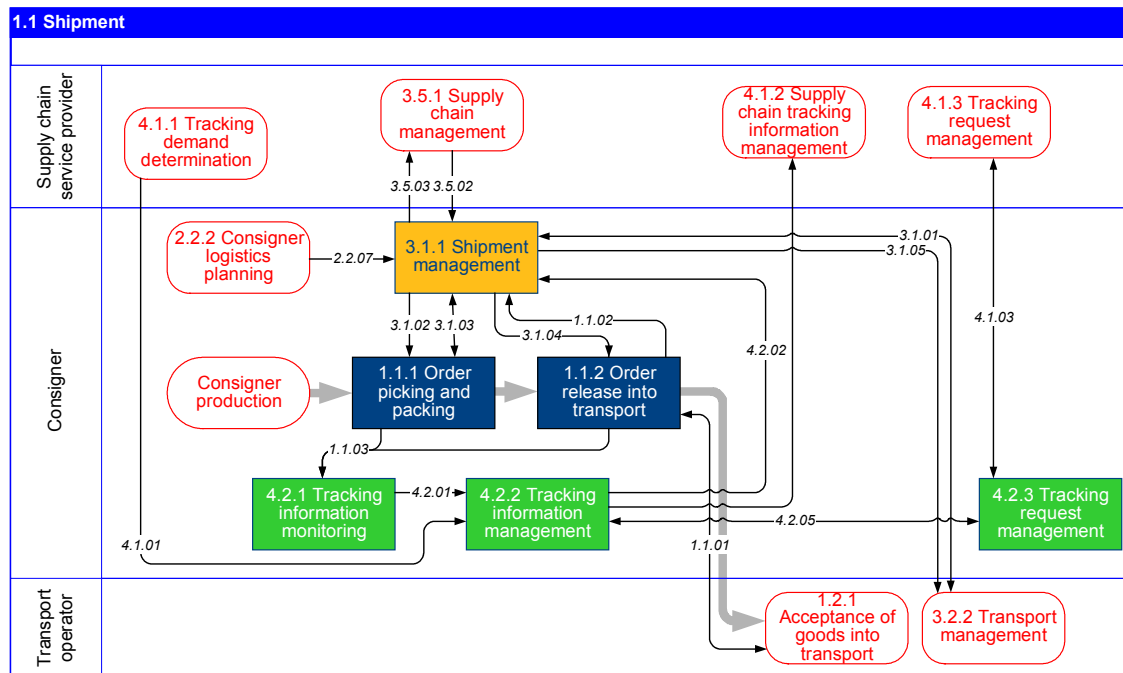 1.1 Shipment
Supply chain
service provider
4.1.1 Tracking
demand
determination
3.5.1 Supply
chain
management
4.1.2 Supply
chain tracking
information
management
4.1.3 Tracking
request
management
3.5.03
3.5.02
Consigner
2.2.2 Consigner
logistics
planning
2.2.07
3.1.1 Shipment
management
3.1.01
3.1.05
3.1.02
3.1.03
3.1.04
1.1.02
4.2.02
4.1.03
Consigner
production
1.1.1 Order
picking and
packing
1.1.2 Order
release into
transport
1.1.03
4.2.1 Tracking
information
monitoring
4.2.01
4.2.2 Tracking
information
management
4.2.05
4.2.3 Tracking
request
management
4.1.01
1.1.01
Transport
operator
1.2.1
Acceptance of
goods into
transport
3.2.2 Transport
management